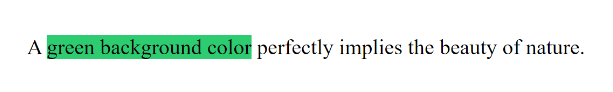 A green background color perfectly implies the beauty of nature.